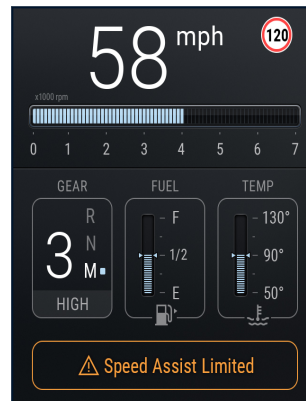 58 mph
120
x1000 rpm
0 1 2 3 4 5 6 7
GEAR FUEL TEMP
R F 130°
3 N 1/2 90°
M E 50°
HIGH
Speed Assist Limited